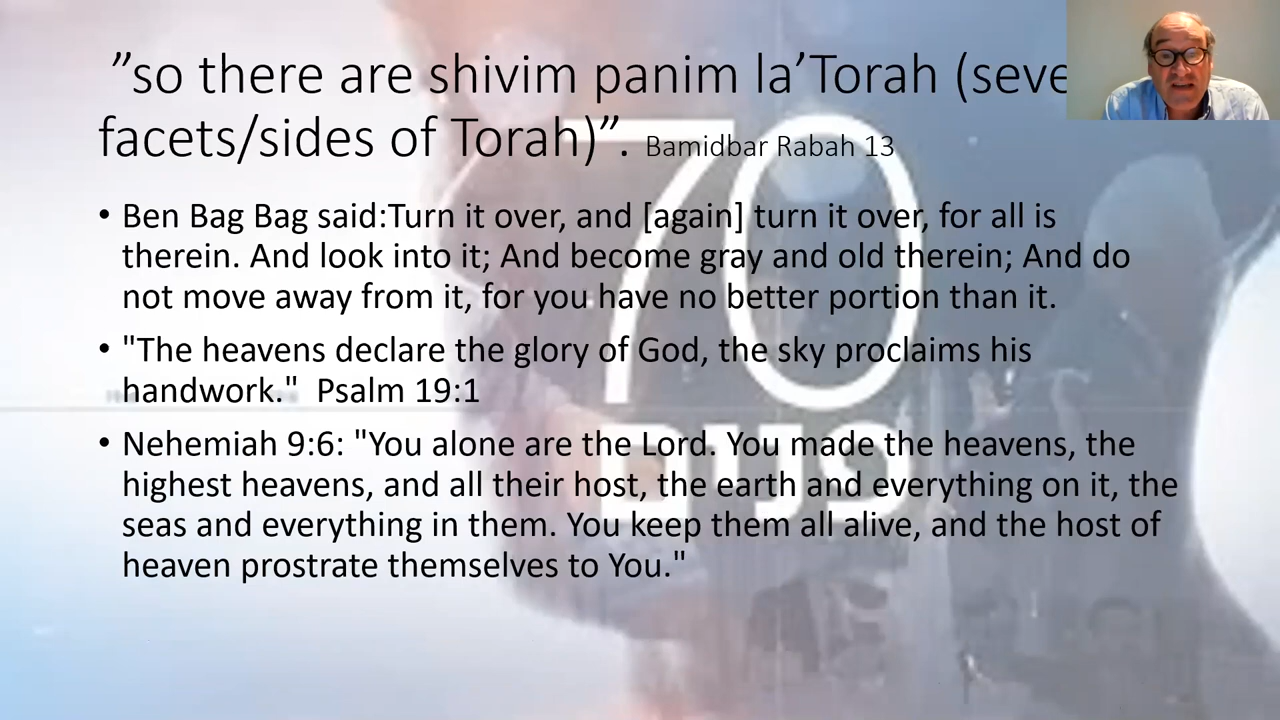 ”so there are shivim panim la’Torah (seve
facets/sides of Torah)”. Bamidbar Rabah 13
• Ben Bag Bag said:Turn it over, and [again] turn it over, for all is
therein. And look into it; And become gray and old therein; And do
not move away from it, for you have no better portion than it.
• "The heavens declare the glory of God, the sky proclaims his
handwork."  Psalm 19:1
• Nehemiah 9:6: "You alone are the Lord. You made the heavens, the
highest heavens, and all their host, the earth and everything on it, the
seas and everything in them. You keep them all alive, and the host of
heaven prostrate themselves to You."
70
פנים